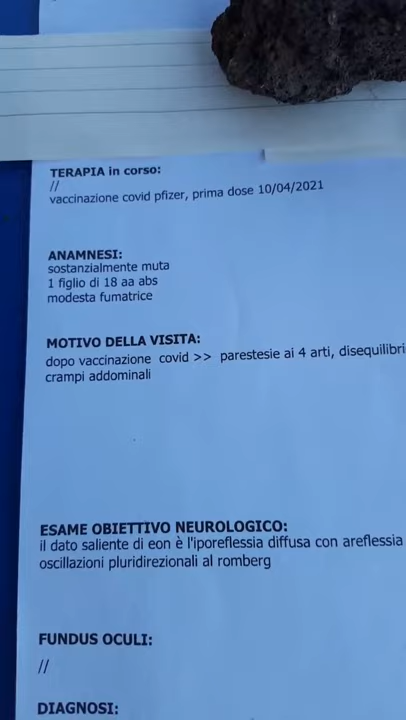 TERAPIA in corso:
//
vaccinazione covid pfizer, prima dose 10/04/2021
ANAMNESI:
sostanzialmente muta
1 figlio di 18 aa abs
modesta fumatrice
MOTIVO DELLA VISITA:
dopo vaccinazione covid >> parestesie ai 4 arti, disequilibri
crampi addominali
ESAME OBIETTIVO NEUROLOGICO:
il dato saliente di eon è l'iporeflessia diffusa con areflessia
oscillazioni pluridirezionali al romberg
FUNDUS OCULI:
//
DIAGNOSI: